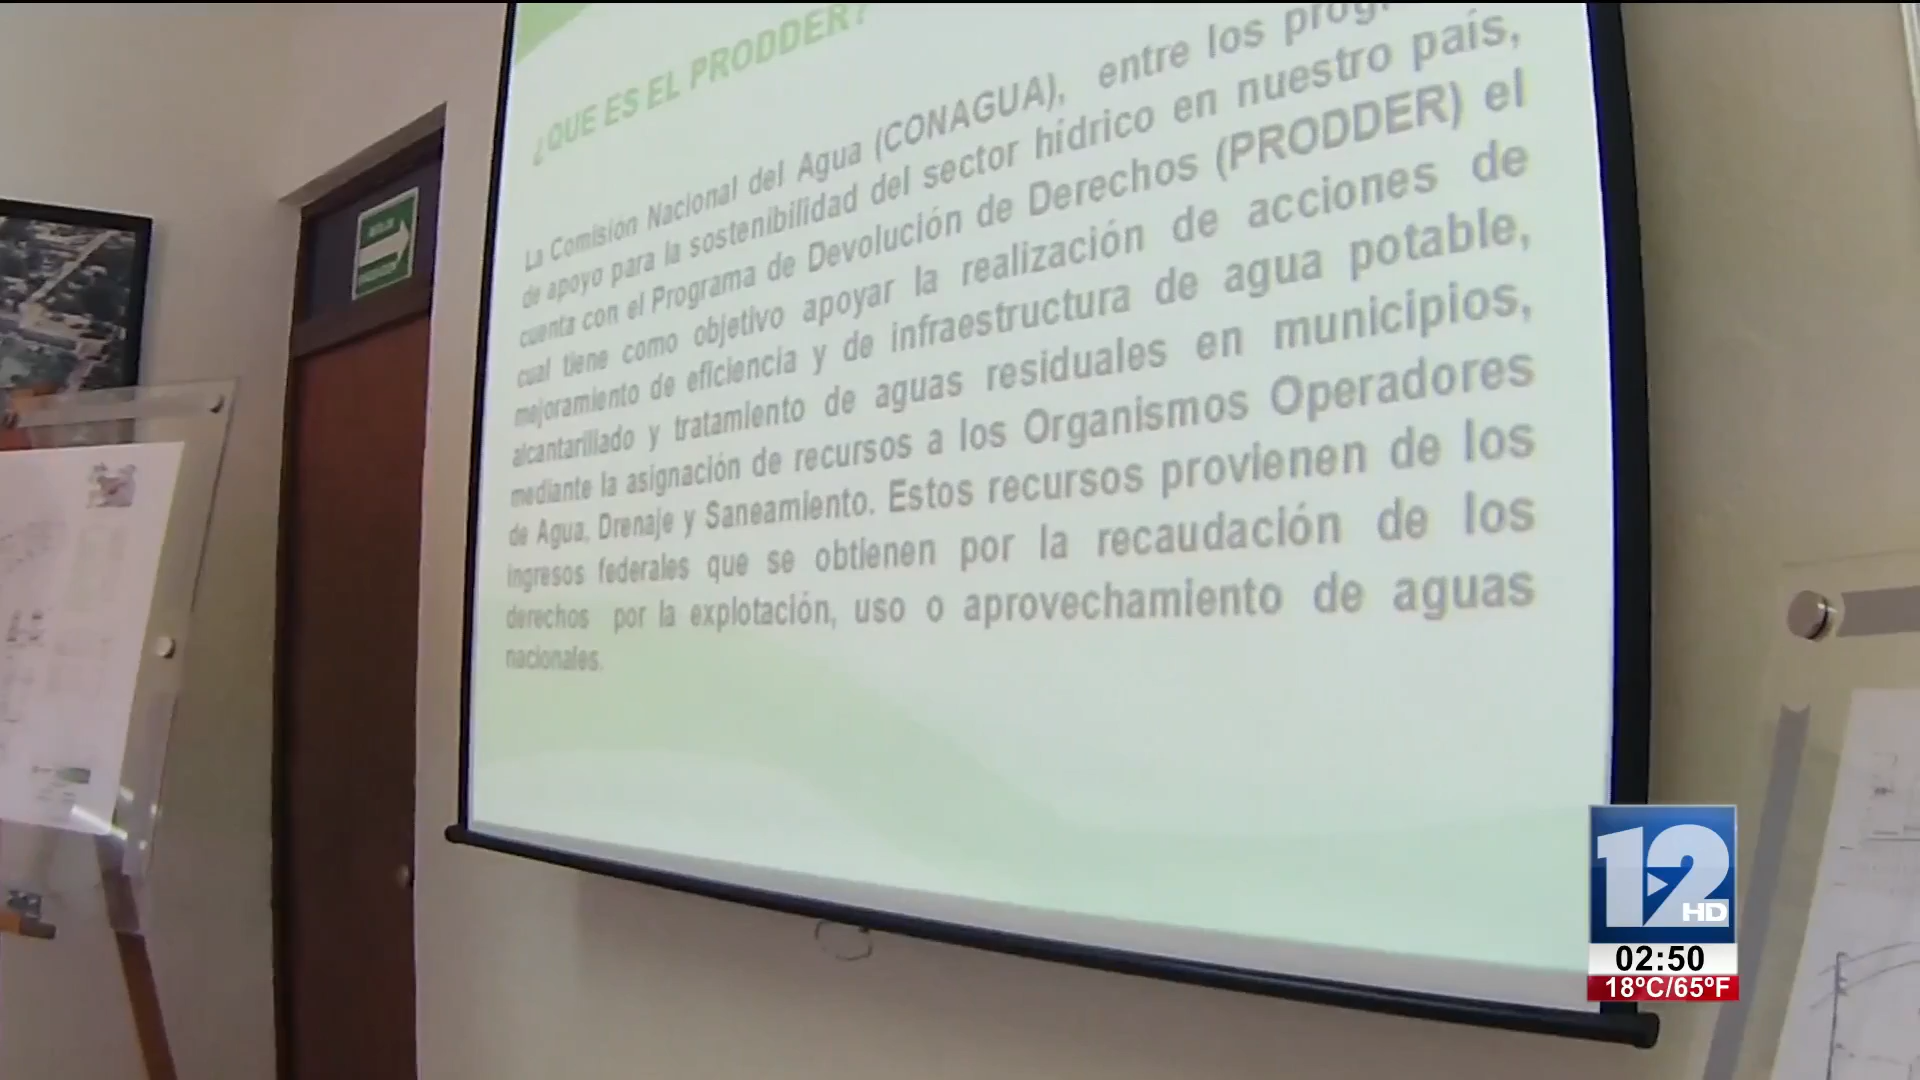 ¿QUE ES EL PRODDER?
La Comisión Nacional del Agua (CONAGUA), entre los
de apoyo para la sostenibilidad del sector hídrico en nuestro país,
cuenta con el Programa de Devolución de Derechos (PRODDER) el
cual tiene como objetivo apoyar la realización de acciones de
mejoramiento de eficiencia y de infraestructura de agua potable,
alcantarillado y tratamiento de aguas residuales en municipios,
mediante la asignación de recursos a los Organismos Operadores
de Agua, Drenaje y Saneamiento. Estos recursos provienen de los
ingresos federales que se obtienen por la recaudación de los
derechos por la explotación, uso o aprovechamiento de aguas
nacionales.
12
HD
02:50
18ºC/65ºF